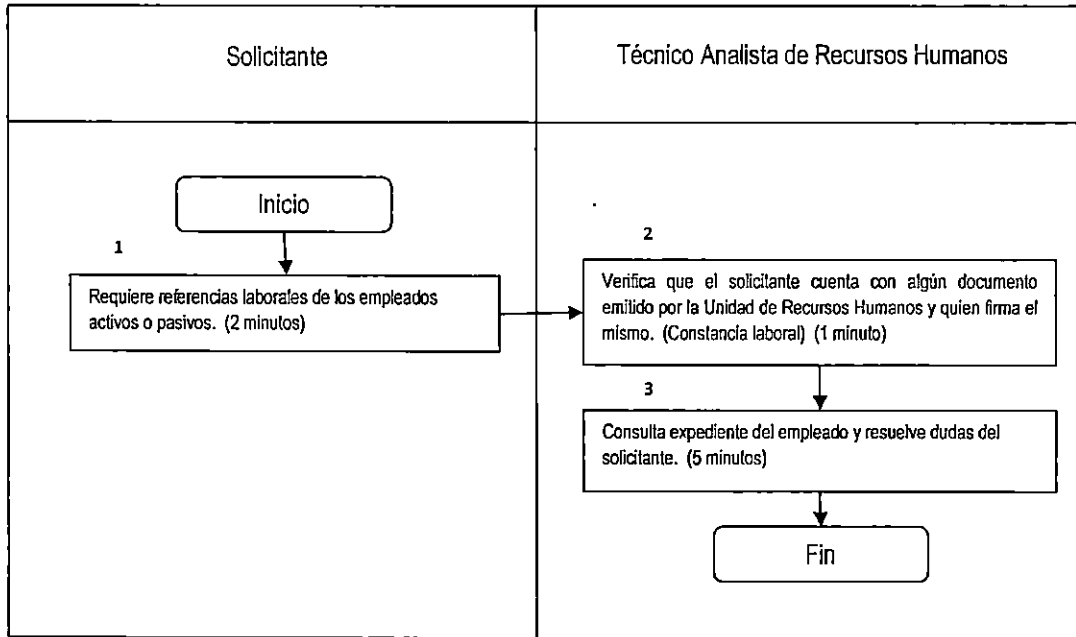 Solicitante
Técnico Analista de Recursos Humanos
Inicio
1
Requiere referencias laborales de los empleados
activos o pasivos. (2 minutos)
2
Verifica que el solicitante cuenta con algún documento
emitido por la Unidad de Recursos Humanos y quien firma el
mismo. (Constancia laboral) (1 minuto)
3
Consulta expediente del empleado y resuelve dudas del
solicitante. (5 minutos)
Fin